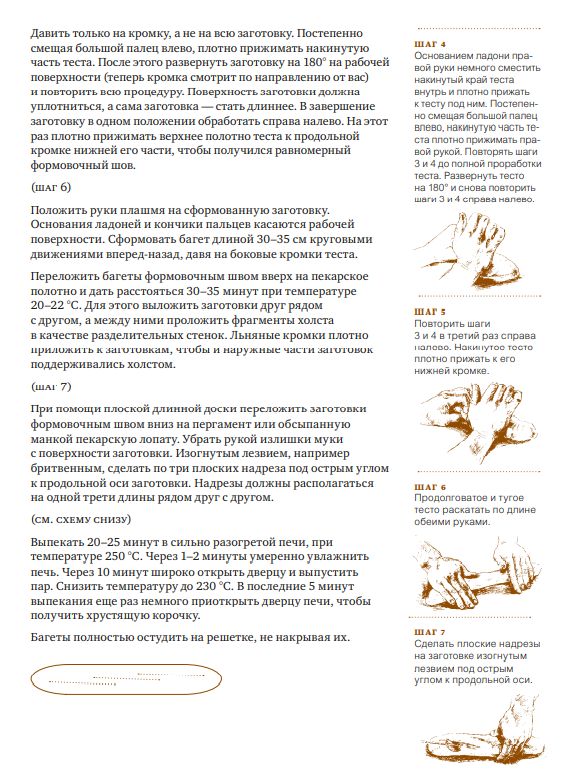 Давить только на кромку, а не на всю заготовку. Постепенно
смещая большой палец влево, плотно прижимать накинутую
часть теста. После этого развернуть заготовку на 180° на рабочей
поверхности (теперь кромка смотрит по направлению от вас)
и повторить всю процедуру. Поверхность заготовки должна
уплотниться, а сама заготовка — стать длиннее. В завершение
заготовку в одном положении обработать справа налево. На этот
раз плотно прижимать верхнее полотно теста к продольной
кромке нижней его части, чтобы получился равномерный
формовочный шов.
(ШАГ 6)
Положить руки плашмя на сформованную заготовку.
Основания ладоней и кончики пальцев касаются рабочей
поверхности. Сформовать багет длиной 30–35 см круговыми
движениями вперед-назад, давя на боковые кромки теста.
Переложить багеты формовочным швом вверх на пекарское
полотно и дать расстояться 30–35 минут при температуре
20–22 °C. Для этого выложить заготовки друг рядом
с другом, а между ними проложить фрагменты холста
в качестве разделительных стенок. Льняные кромки плотно
приложить к заготовкам, чтобы и наружные части заготовок
поддерживались холстом.
(ШАГ 7)
При помощи плоской длинной доски переложить заготовки
формовочным швом вниз на пергамент или обсыпанную
манкой пекарскую лопату. Убрать рукой излишки муки
с поверхности заготовки. Изогнутым лезвием, например
бритвенным, сделать по три плоских надреза под острым углом
к продольной оси заготовки. Надрезы должны располагаться
на одной трети длины рядом друг с другом.
(СМ. СХЕМУ СНИЗУ)
Выпекать 20–25 минут в сильно разогретой печи, при
температуре 250 °C. Через 1–2 минуты умеренно увлажнить
печь. Через 10 минут широко открыть дверцу и выпустить
пар. Снизить температуру до 230 °C. В последние 5 минут
выпекания еще раз немного приоткрыть дверцу печи, чтобы
получить хрустящую корочку.
Багеты полностью остудить на решетке, не накрывая их.
ШАГ 4
Основанием ладони пра-
вой руки немного сместить
накинутый край теста
внутрь и плотно прижать
к тесту под ним. Постепен-
но смещая большой палец
влево, накинутую часть те-
ста плотно прижимать пра-
вой рукой. Повторять шаги
3 и 4 до полной проработки
теста. Развернуть тесто
на 180° и снова повторить
шаги 3 и 4 справа налево.
ШАГ 5
Повторить шаги
3 и 4 в третий раз справа
налево. Накинутое тесто
плотно прижать к его
нижней кромке.
ШАГ 6
Продолговатое и тугое
тесто раскатать по длине
обеими руками.
ШАГ 7
Сделать плоские надрезы
на заготовке изогнутым
лезвием под острым
углом к продольной оси.